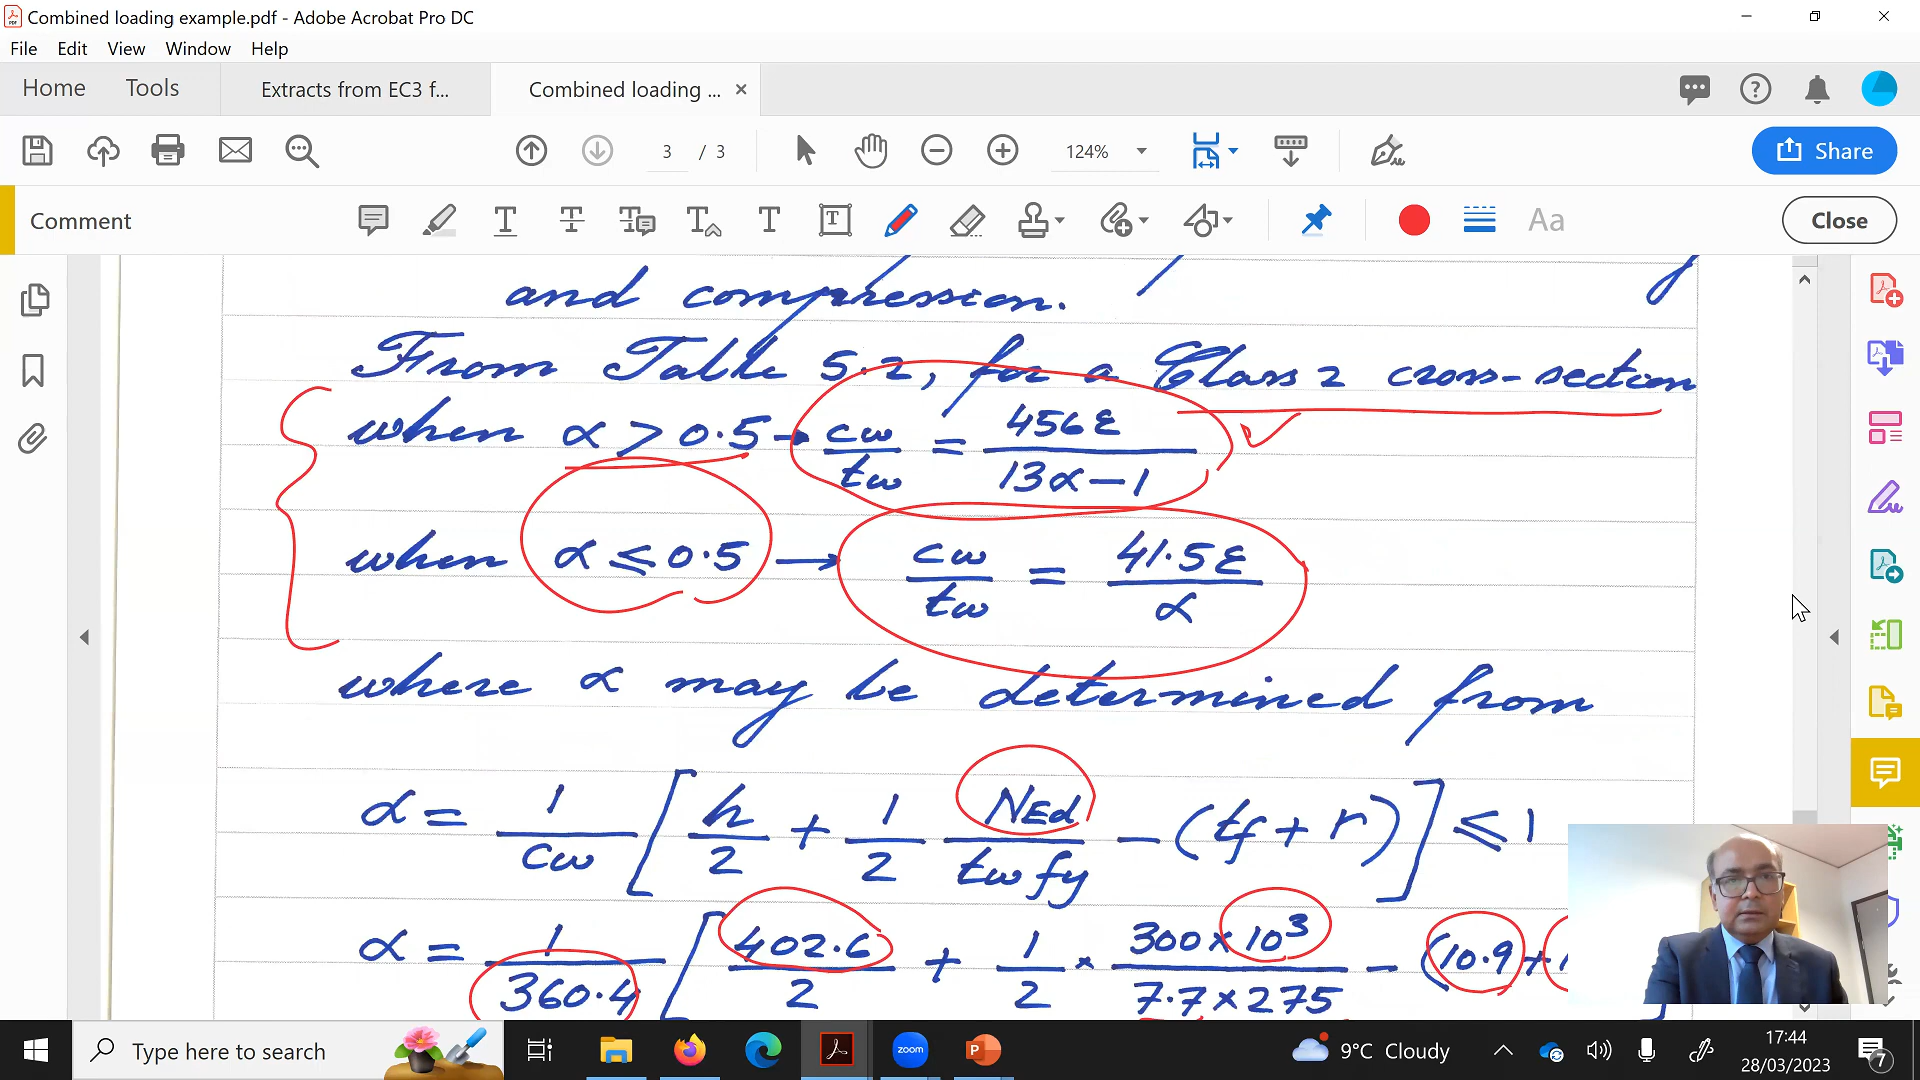 Combined loading example.pdf - Adobe Acrobat Pro DC
File Edit View Window Help
Home Tools Extracts from EC3 f... Combined loading ... ×
3 / 3 124% Share
Comment Aa Close
and compression.
From Table 5.2, for a Class 2 cross-section
when α > 0.5 → cw/tw = 456ε/13α-1
when α ≤ 0.5 → cw/tw = 41.5ε/α
where α may be determined from
α = 1/cw [h/2 + 1/2 NEd/tw fy - (tf + r)] ≤ 1
α = 1/360.4 [402.6/2 + 1/2 × 300×10³/7.7×275 - (10.9+
Type here to search zoom 9°C Cloudy 17:44
28/03/2023 7